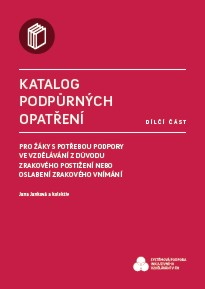 KATALOG
PODPŮRNÝCH
OPATŘENÍ
DÍLČÍ ČÁST
PRO ŽÁKY S POTŘEBOU PODPORY
VE VZDĚLÁVÁNÍ Z DŮVODU
ZRAKOVÉHO POSTIŽENÍ NEBO
OSLABENÍ ZRAKOVÉHO VNÍMÁNÍ
Jana Janková a kolektiv
SYSTÉMOVÁ PODPORA
INKLUZIVNÍHO
VZDĚLÁVÁNÍ V ČR